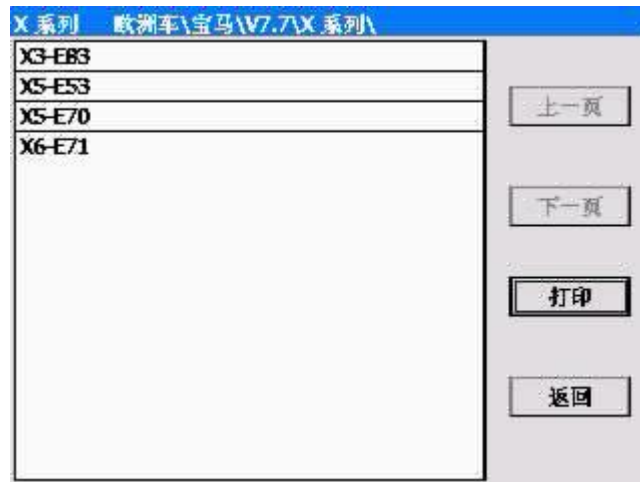 X 系列 欧洲车\宝马\V7.7\X 系列\
X3-E83
X5-E53
X5-E70
X6-E71
上一页
下一页
打印
返回